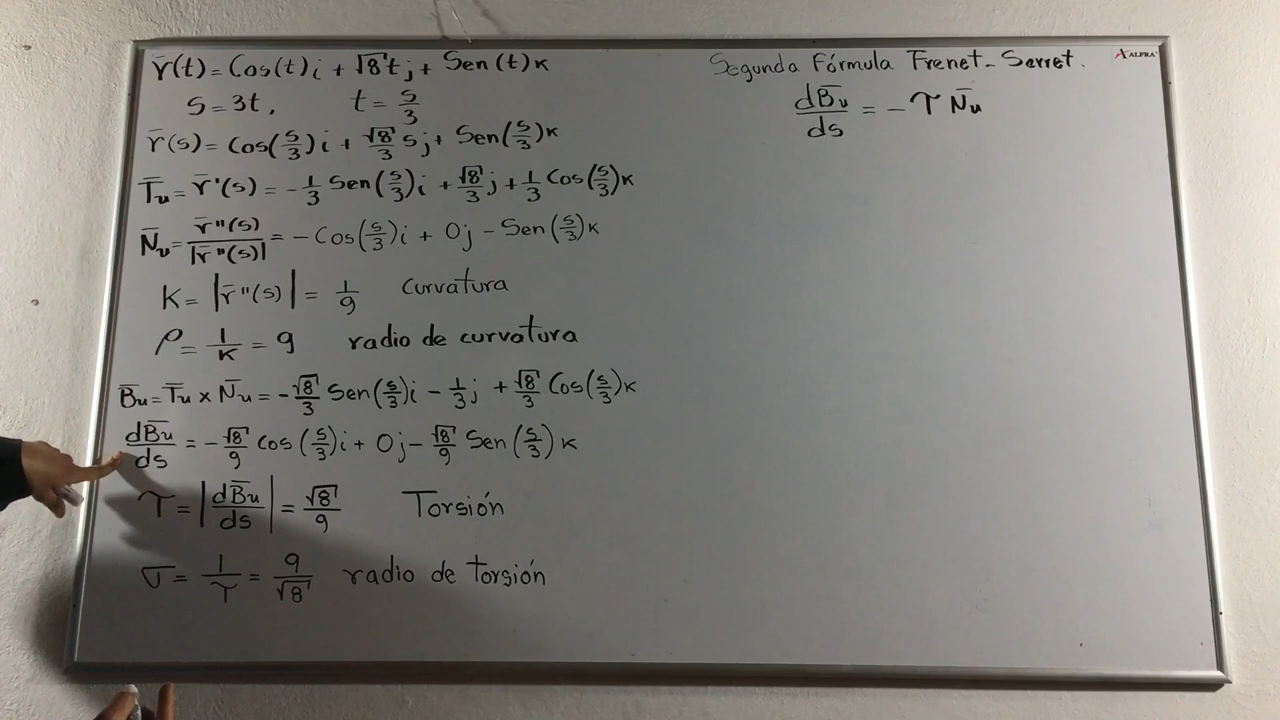 r̄(t) = Cos(t)i + √8 t j + Sen(t)k
S = 3t, t = s/3
r̄(s) = Cos(s/3)i + √8/3 s j + Sen(s/3)k
T̄u = r̄'(s) = -1/3 Sen(s/3)i + √8/3 j + 1/3 Cos(s/3)k
N̄u = r̄''(s)/|r̄''(s)| = - Cos(s/3)i + 0j - Sen(s/3)k
K = |r̄''(s)| = 1/9 Curvatura
ρ = 1/K = 9 radio de curvatura
B̄u = T̄u x N̄u = -√8/3 Sen(s/3)i - 1/3 j + √8/3 Cos(s/3)k
dB̄u/ds = -√8/9 Cos(s/3)i + 0j - √8/9 Sen(s/3)k
τ = |dB̄u/ds| = √8/9 Torsión
σ = 1/τ = 9/√8 radio de torsión
Segunda Fórmula Frenet-Serret.
dB̄u/ds = - τ N̄u
ALFRA